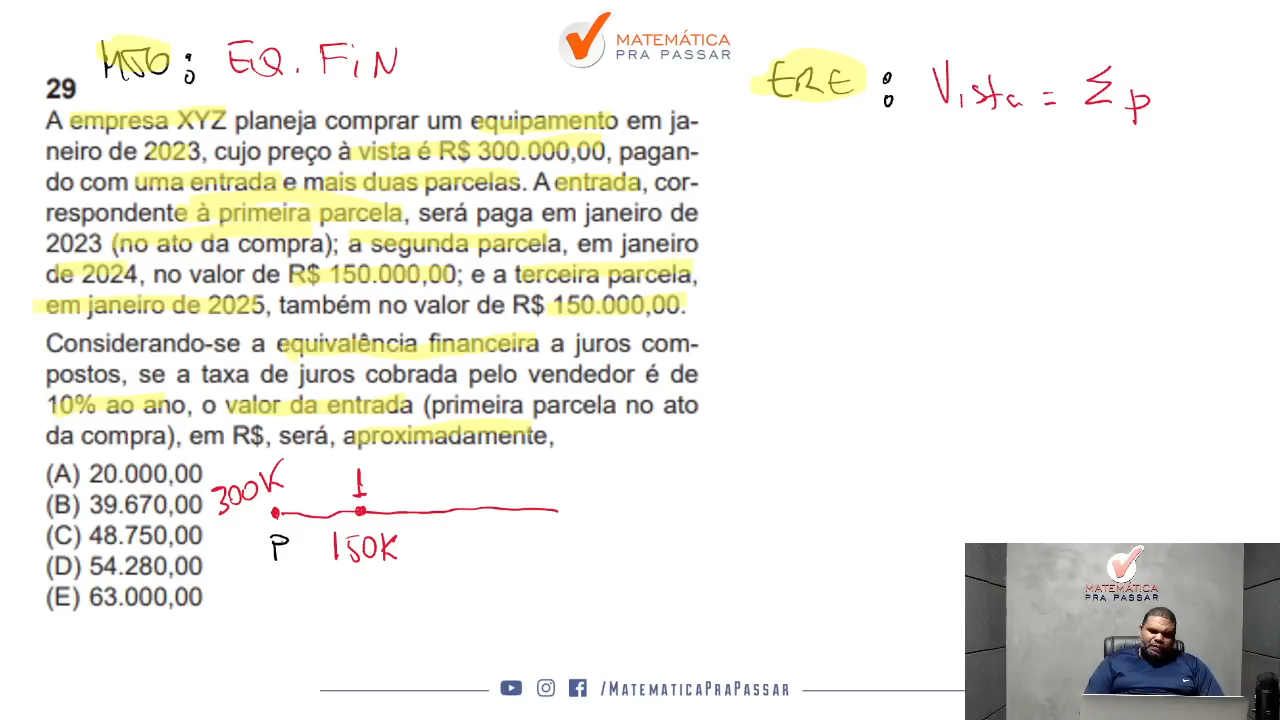 MSO : EQ. FiN
MATEMÁTICA
PRA PASSAR
ERE : Vista = Σ p
29
A empresa XYZ planeja comprar um equipamento em ja-
neiro de 2023, cujo preço à vista é R$ 300.000,00, pagan-
do com uma entrada e mais duas parcelas. A entrada, cor-
respondente à primeira parcela, será paga em janeiro de
2023 (no ato da compra); a segunda parcela, em janeiro
de 2024, no valor de R$ 150.000,00; e a terceira parcela,
em janeiro de 2025, também no valor de R$ 150.000,00.
Considerando-se a equivalência financeira a juros com-
postos, se a taxa de juros cobrada pelo vendedor é de
10% ao ano, o valor da entrada (primeira parcela no ato
da compra), em R$, será, aproximadamente,
(A) 20.000,00
(B) 39.670,00
(C) 48.750,00
(D) 54.280,00
(E) 63.000,00
300K 1
P 150K
MATEMÁTICA
PRA PASSAR
/MatematicaPraPassar